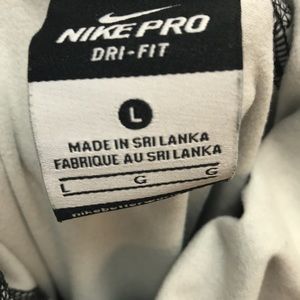 NIKE PRO
DRI-FIT
L
MADE IN SRI LANKA
FABRIQUE AU SRI LANKA
L G G